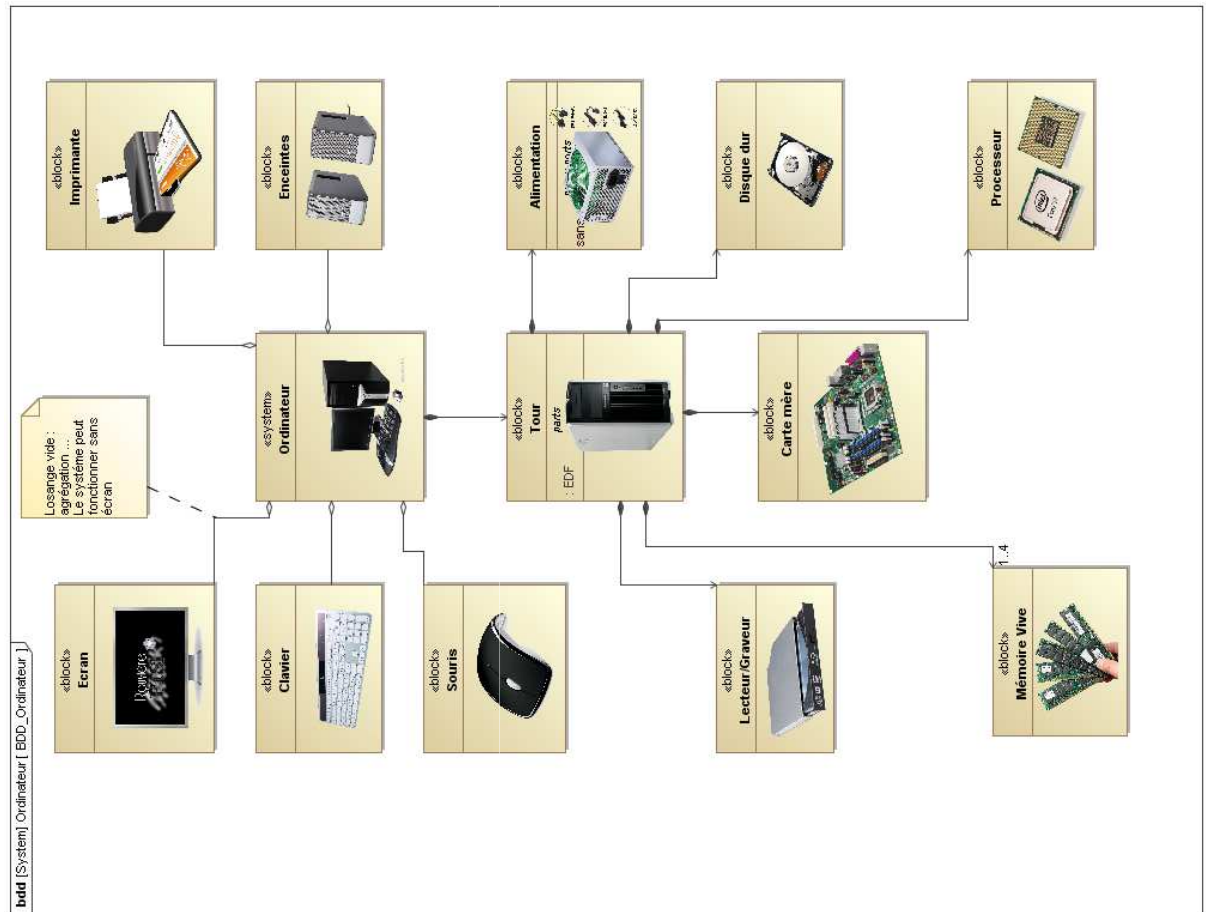 bdd [System] Ordinateur [ BDD_Ordinateur ]
«block»
Ecran
«block»
Clavier
«block»
Souris
«block»
Lecteur/Graveur
«block»
Mémoire Vive
1..4
Losange vide :
agrégation ...
Le système peut
fonctionner sans
écran
«system»
Ordinateur
«block»
Tour
parts
: EDF
«block»
Carte mère
«block»
Imprimante
«block»
Enceintes
«block»
Alimentation
ports
sans
«block»
Disque dur
«block»
Processeur